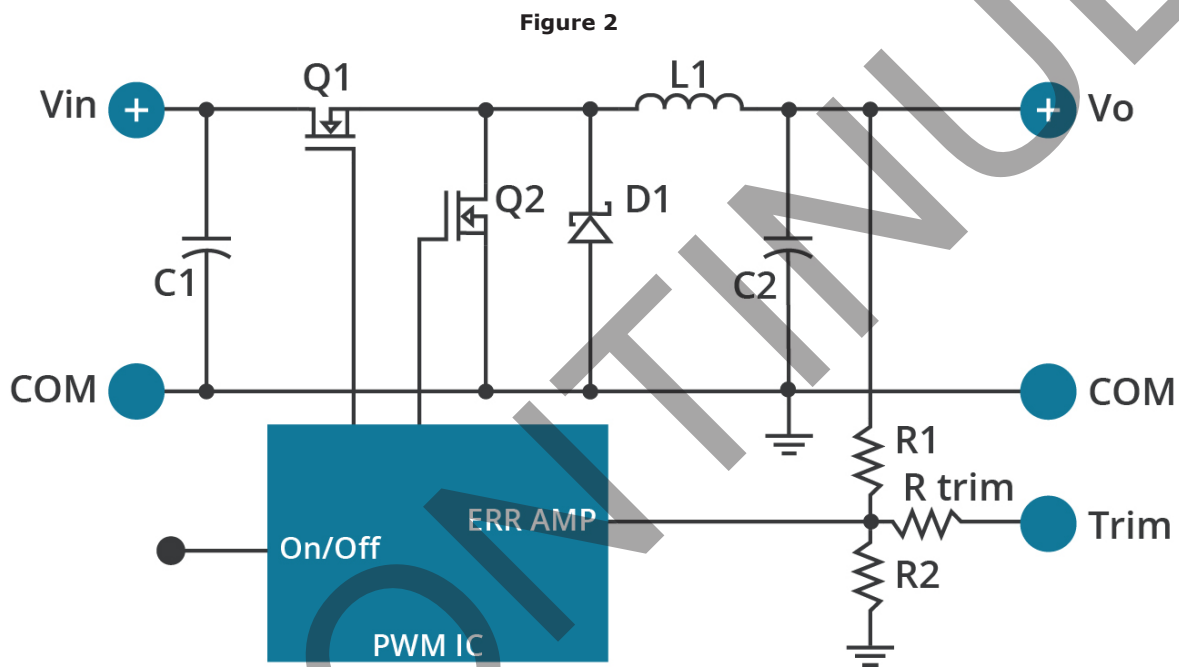 Figure 2
Q1
L1
Vin
+
+
Vo
Q2
D1
C1
C2
COM
COM
R1
R trim
ERR AMP
Trim
On/Off
R2
PWM IC
ONTINUE